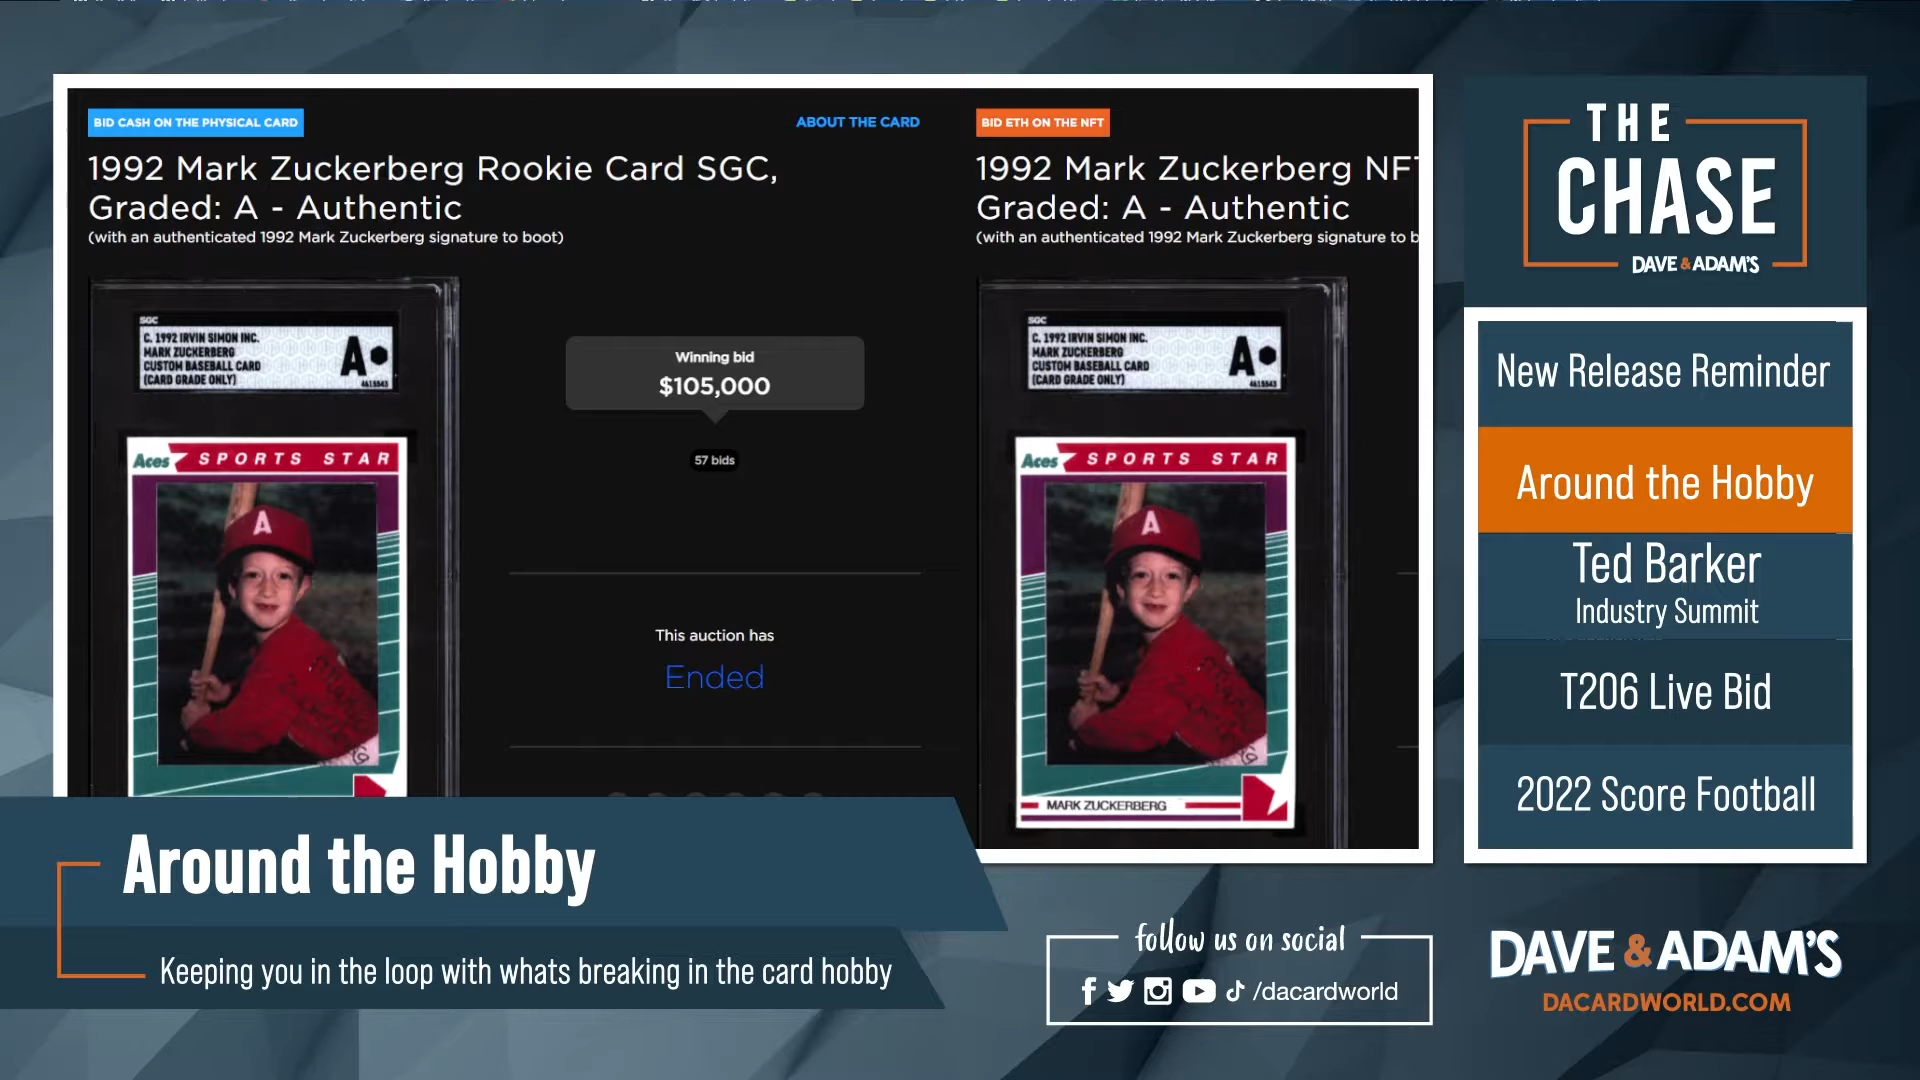 BID CASH ON THE PHYSICAL CARD
ABOUT THE CARD
1992 Mark Zuckerberg Rookie Card SGC,
Graded: A - Authentic
(with an authenticated 1992 Mark Zuckerberg signature to boot)
SGC
C. 1992 IRVIN SIMON INC.
MARK ZUCKERBERG
CUSTOM BASEBALL CARD
(CARD GRADE ONLY)
A
4615543
Aces SPORTS STAR
A
Winning bid
$105,000
57 bids
This auction has
Ended
BID ETH ON THE NFT
1992 Mark Zuckerberg NFT
Graded: A - Authentic
(with an authenticated 1992 Mark Zuckerberg signature to b
SGC
C. 1992 IRVIN SIMON INC.
MARK ZUCKERBERG
CUSTOM BASEBALL CARD
(CARD GRADE ONLY)
A
4615543
Aces SPORTS STAR
A
MARK ZUCKERBERG
THE
CHASE
DAVE & ADAM'S
New Release Reminder
Around the Hobby
Ted Barker
Industry Summit
T206 Live Bid
2022 Score Football
Around the Hobby
Keeping you in the loop with whats breaking in the card hobby
follow us on social
/dacardworld
DAVE & ADAM'S
DACARDWORLD.COM